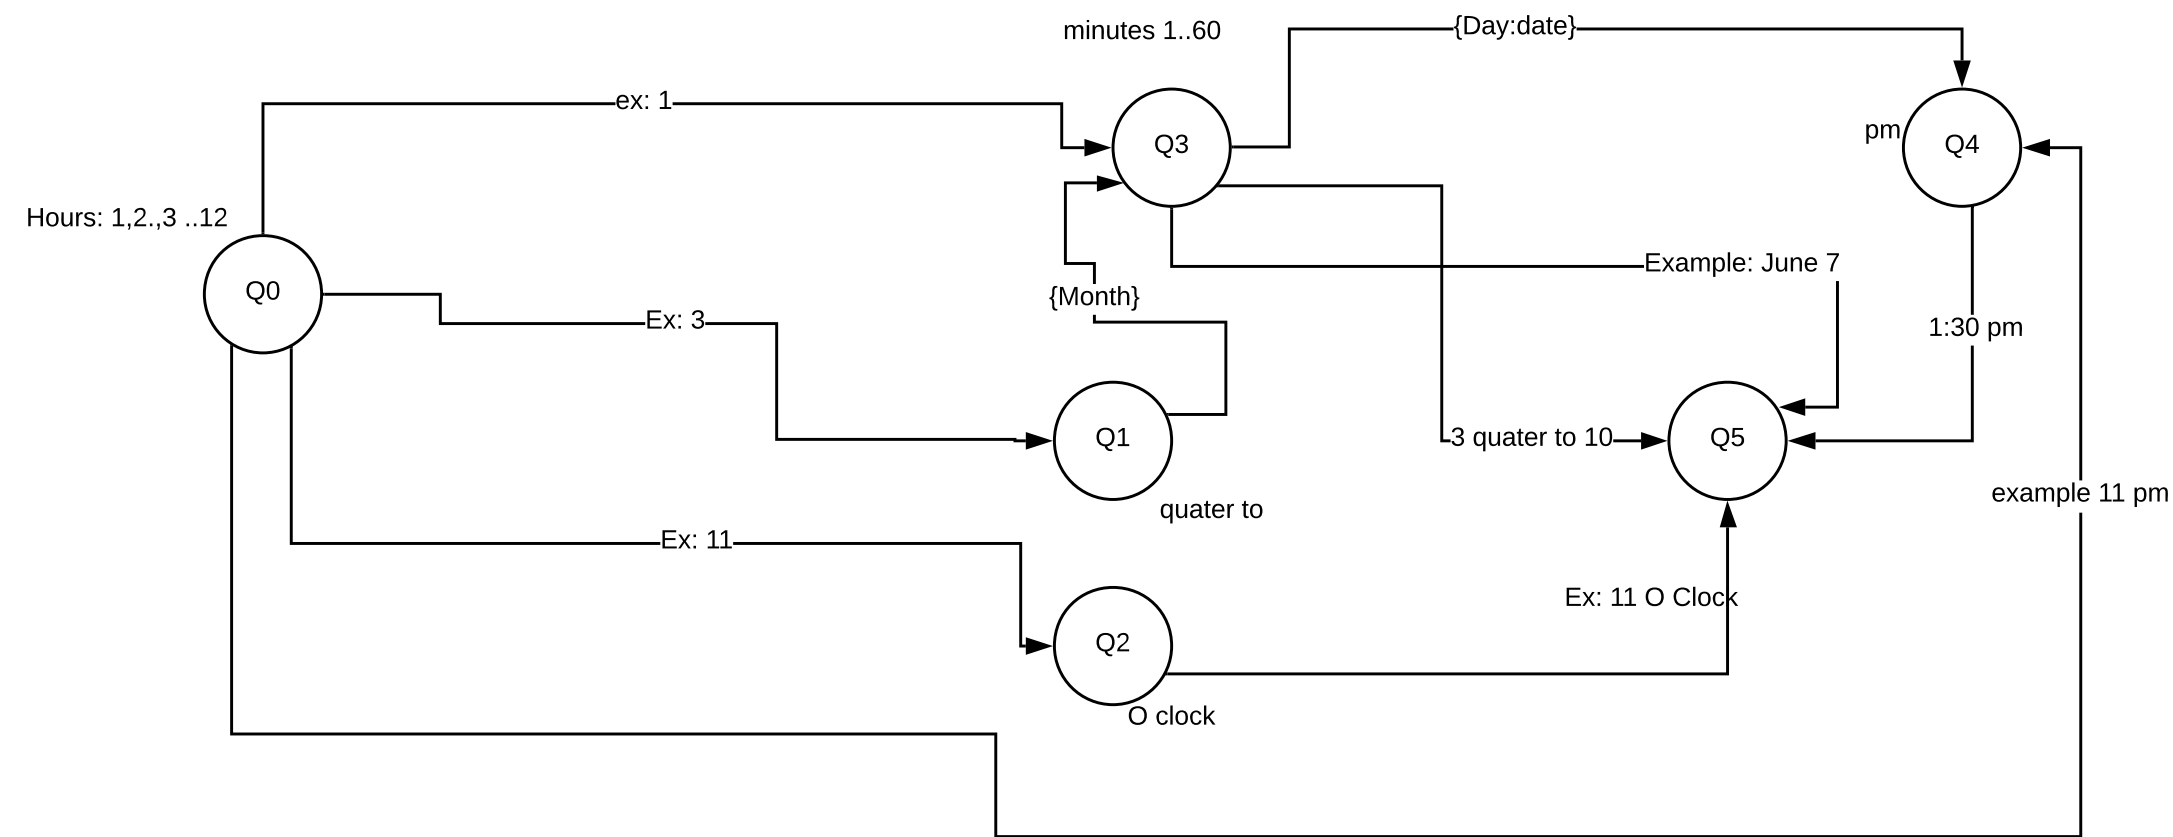 minutes 1..60
{Day:date}
ex: 1
Q3
pm
Q4
Hours: 1,2.,3 ..12
Example: June 7
Q0
{Month}
Ex: 3
1:30 pm
Q1
3 quater to 10
Q5
example 11 pm
quater to
Ex: 11
Ex: 11 O Clock
Q2
O clock